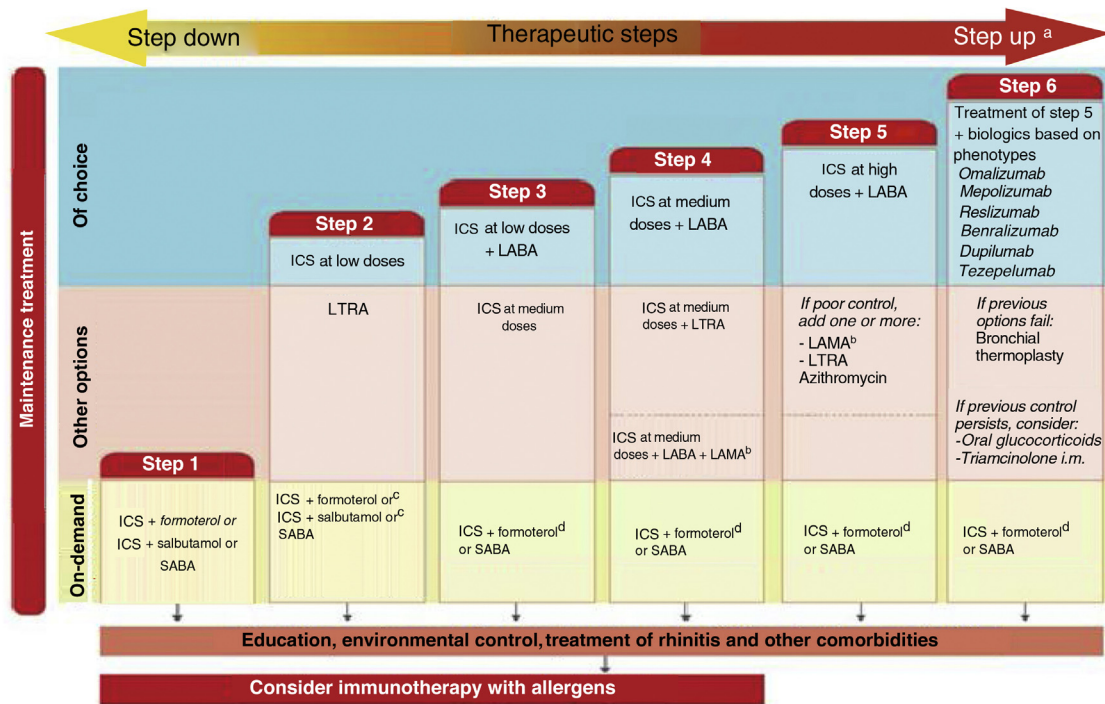 Step down
Therapeutic steps
Step up a
Maintenance treatment
Of choice
Other options
On-demand
Step 1
ICS + formoterol or
ICS + salbutamol or
SABA
Step 2
ICS at low doses
LTRA
ICS + formoterol or c
ICS + salbutamol or c
SABA
Step 3
ICS at low doses
+ LABA
ICS at medium
doses
ICS + formoterol d
or SABA
Step 4
ICS at medium
doses + LABA
ICS at medium
doses + LTRA
ICS at medium
doses + LABA + LAMA b
ICS + formoterol d
or SABA
Step 5
ICS at high
doses + LABA
If poor control,
add one or more:
- LAMA b
- LTRA
Azithromycin
ICS + formoterol d
or SABA
Step 6
Treatment of step 5
+ biologics based on
phenotypes
Omalizumab
Mepolizumab
Reslizumab
Benralizumab
Dupilumab
Tezepelumab
If previous
options fail:
Bronchial
thermoplasty
If previous control
persists, consider:
-Oral glucocorticoids
-Triamcinolone i.m.
ICS + formoterol d
or SABA
Education, environmental control, treatment of rhinitis and other comorbidities
Consider immunotherapy with allergens